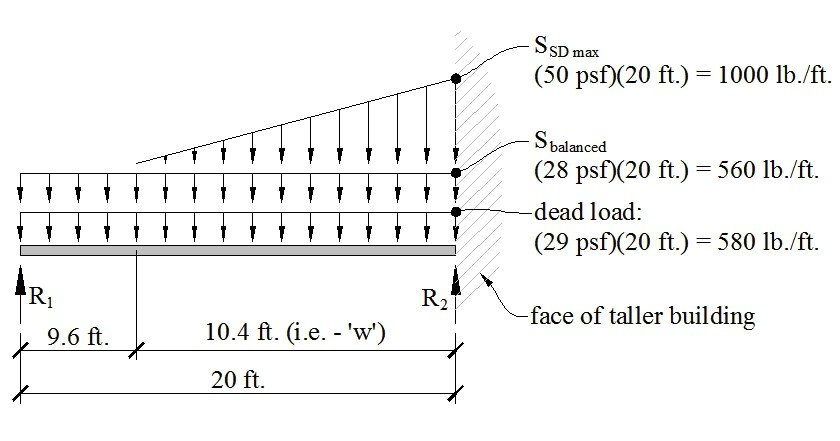 S SD max
(50 psf)(20 ft.) = 1000 lb./ft.
S balanced
(28 psf)(20 ft.) = 560 lb./ft.
dead load:
(29 psf)(20 ft.) = 580 lb./ft.
R1
R2
face of taller building
9.6 ft.
10.4 ft. (i.e. - 'w')
20 ft.